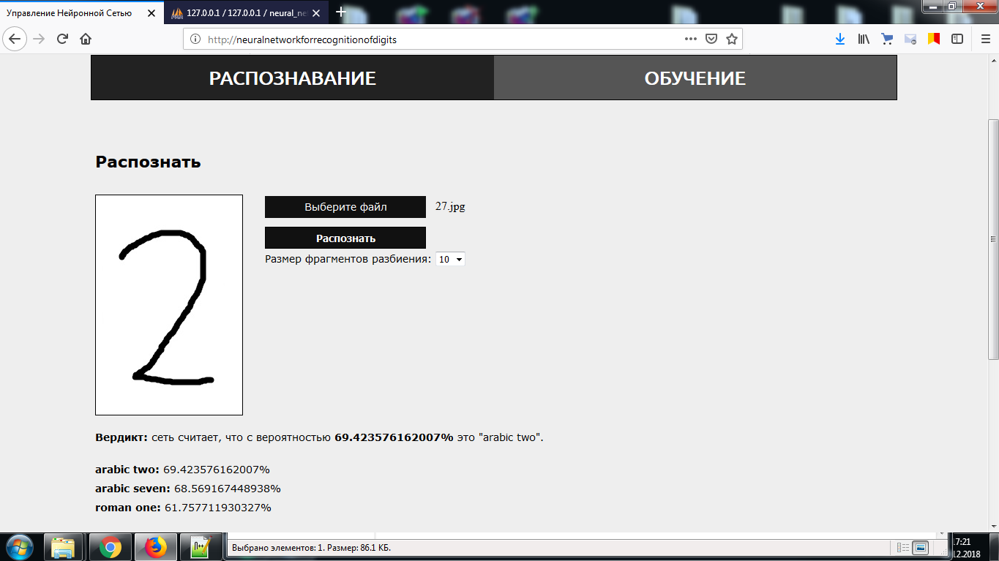 Управление Нейронной Сетью
127.0.0.1 / 127.0.0.1 / neural_ne
http://neuralnetworkforrecognitionofdigits
РАСПОЗНАВАНИЕ
ОБУЧЕНИЕ
Распознать
2
Выберите файл 27.jpg
Распознать
Размер фрагментов разбиения: 10
Вердикт: сеть считает, что с вероятностью 69.423576162007% это "arabic two".
arabic two: 69.423576162007%
arabic seven: 68.569167448938%
roman one: 61.757711930327%
Выбрано элементов: 1. Размер: 86.1 КБ.
17:21
.12.2018